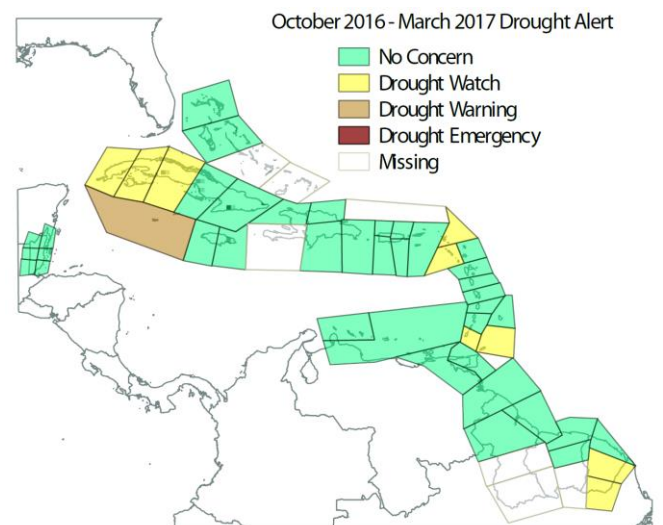 October 2016 - March 2017 Drought Alert
No Concern
Drought Watch
Drought Warning
Drought Emergency
Missing